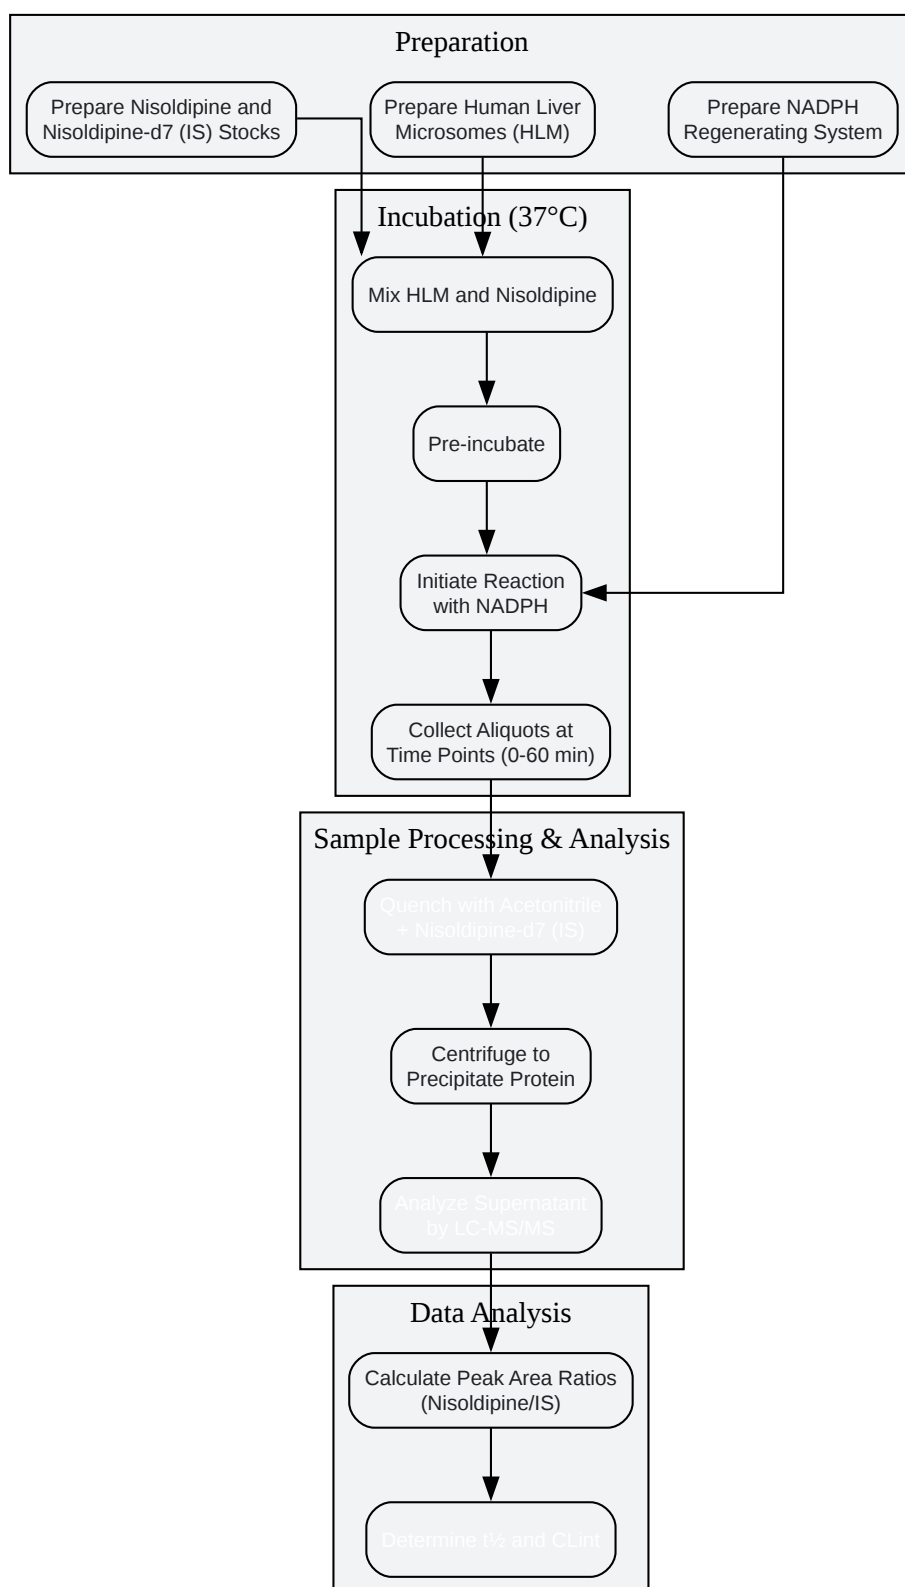 Preparation
Prepare Nisoldipine and
Nisoldipine-d7 (IS) Stocks
Prepare Human Liver
Microsomes (HLM)
Prepare NADPH
Regenerating System
Incubation (37°C)
Mix HLM and Nisoldipine
Pre-incubate
Initiate Reaction
with NADPH
Collect Aliquots at
Time Points (0-60 min)
Sample Processing & Analysis
Quench with Acetonitrile
+ Nisoldipine-d7 (IS)
Centrifuge to
Precipitate Protein
Analyze Supernatant
by LC-MS/MS
Data Analysis
Calculate Peak Area Ratios
(Nisoldipine/IS)
Determine t½ and CLint